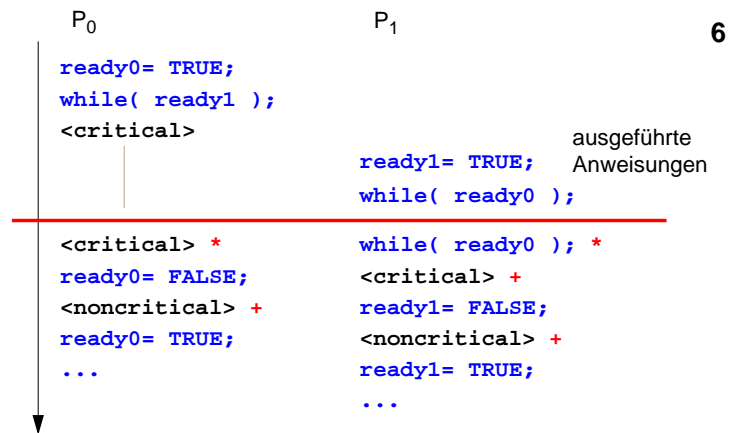 P0
P1
6
ready0= TRUE;
while( ready1 );
<critical>
ausgeführte
Anweisungen
ready1= TRUE;
while( ready0 );
<critical> *
ready0= FALSE;
<noncritical> +
ready0= TRUE;
...
while( ready0 ); *
<critical> +
ready1= FALSE;
<noncritical> +
ready1= TRUE;
...